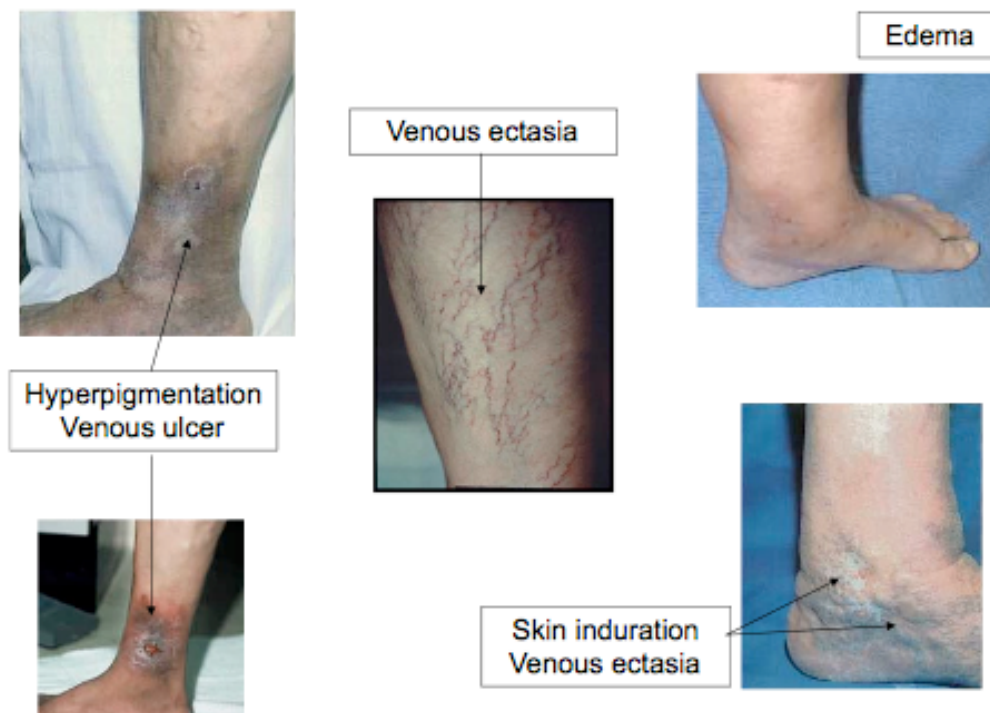 Edema
Venous ectasia
Hyperpigmentation
Venous ulcer
Skin induration
Venous ectasia